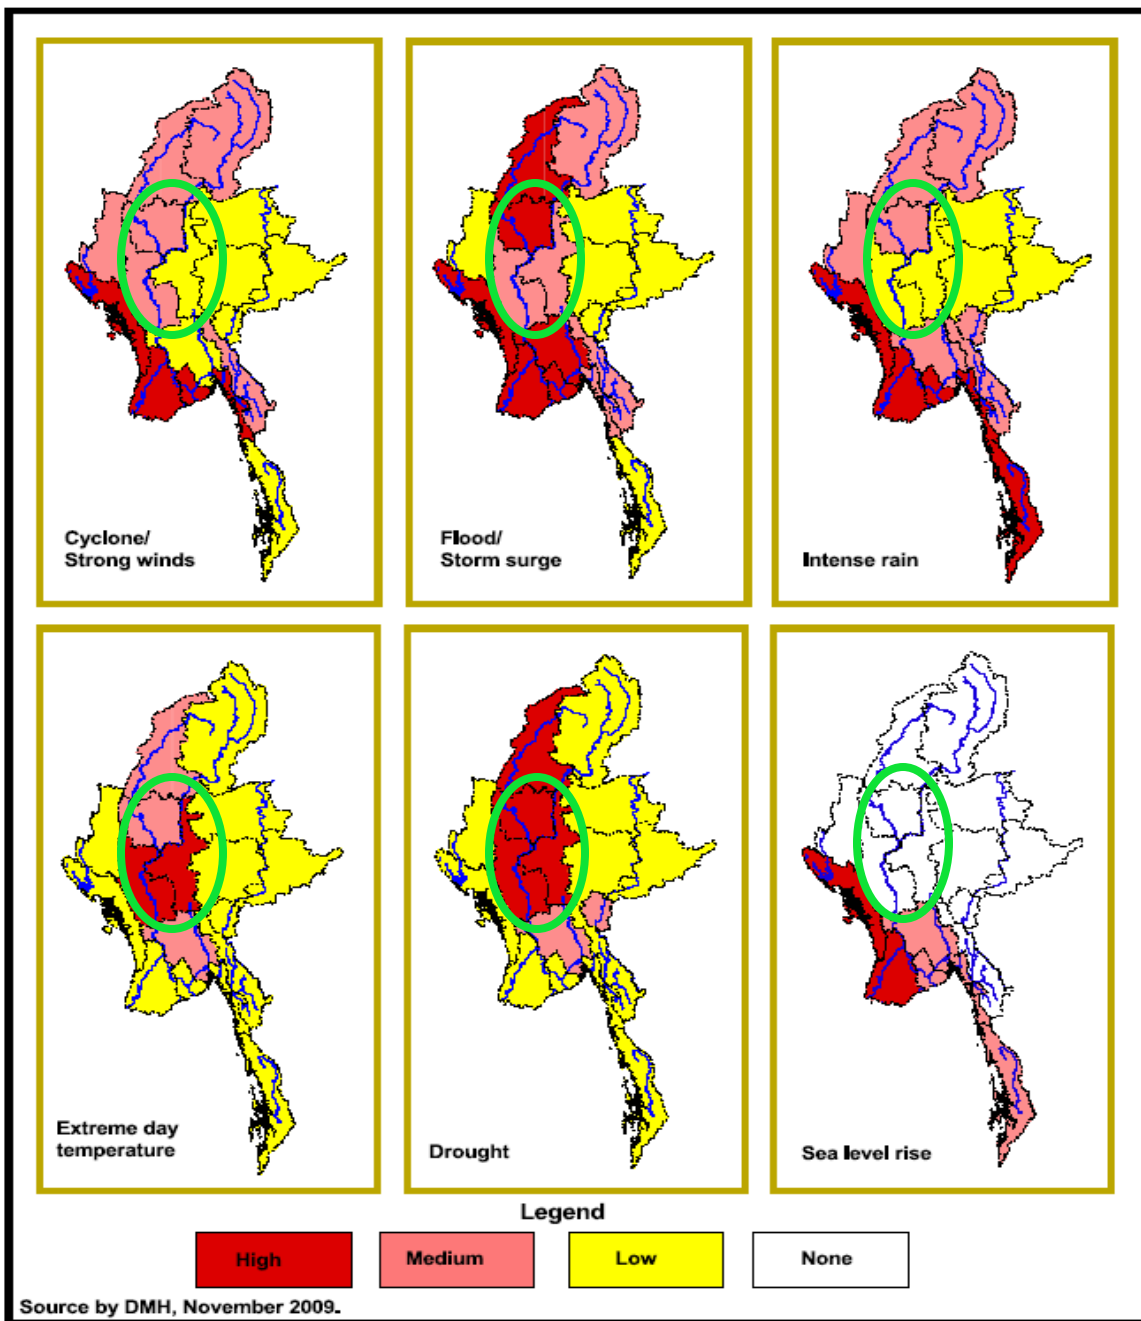 Cyclone/
Strong winds
Flood/
Storm surge
Intense rain
Extreme day
temperature
Drought
Sea level rise
Legend
High
Medium
Low
None
Source by DMH, November 2009.